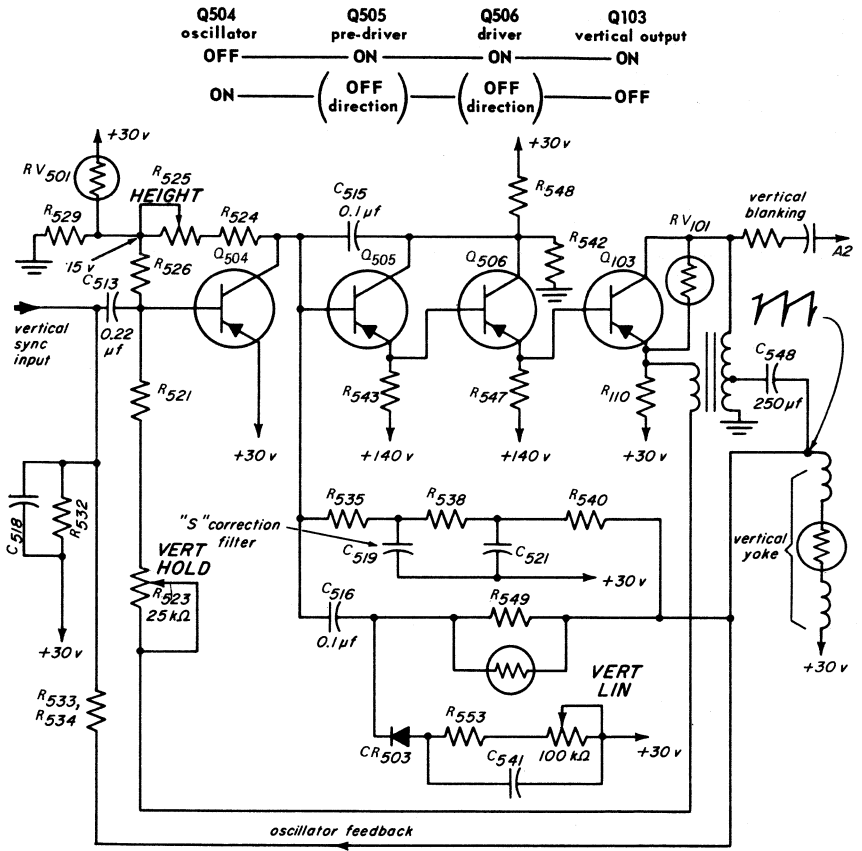 Q504 Q505 Q506 Q103
oscillator pre-driver driver vertical output
OFF ON ON ON
ON (OFF direction) (OFF direction) OFF
+30 v
RV501
R525
HEIGHT
R529
R524
C515
0.1 µf
+30 v
R548
vertical
blanking
RV101
A2
15 v
R526
Q504
Q505
Q506
R542
Q103
C513
0.22
µf
vertical
sync
input
R521
R543
R547
R110
C548
250 µf
+30 v
+140 v
+140 v
+30 v
C518
R532
"S" correction
filter
R535
R538
R540
C519
C521
+30 v
vertical
yoke
VERT
HOLD
R523
25 kΩ
C516
0.1 µf
R549
+30 v
+30 v
VERT
LIN
R533,
R534
CR503
R553
100 kΩ
+30 v
C541
oscillator feedback